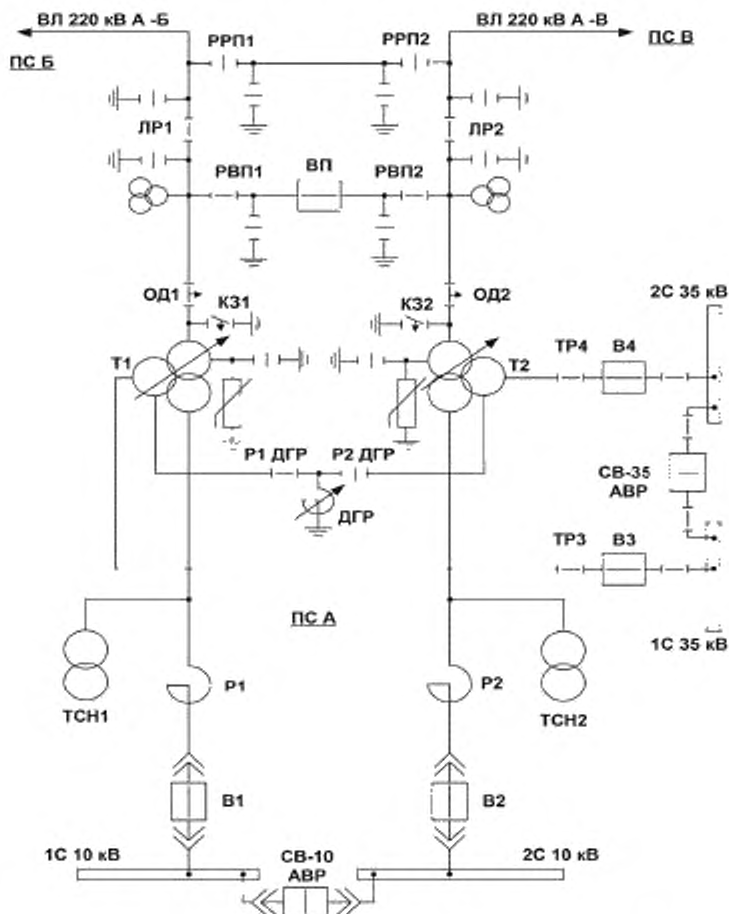 ВЛ 220 кВ А -Б
ВЛ 220 кВ А -В
ПС Б
РРП1
РРП2
ПС В
ЛР1
ЛР2
РВП1
ВП
РВП2
ОД1
КЗ1
КЗ2
ОД2
2С 35 кВ
Т1
Т2
ТР4
В4
Р1 ДГР
Р2 ДГР
СВ-35
АВР
ДГР
ТР3
В3
ПС А
1С 35 кВ
Р1
Р2
ТСН1
ТСН2
В1
В2
1С 10 кВ
СВ-10
АВР
2С 10 кВ